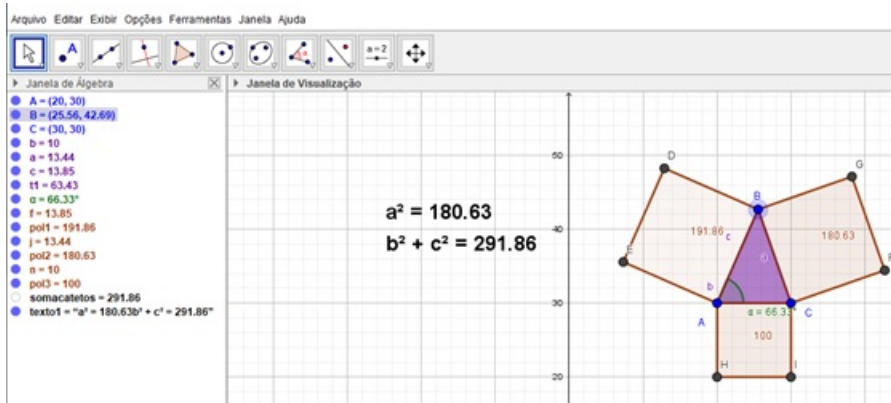 Arquivo Editar Exibir Opções Ferramentas Janela Ajuda
A
a=2
Janela de Álgebra
Janela de Visualização
A = (20, 30)
B = (25.56, 42.69)
C = (30, 30)
b = 10
a = 13.44
c = 13.85
t1 = 63.43
α = 66.33°
f = 13.85
pol1 = 191.86
j = 13.44
pol2 = 180.63
n = 10
pol3 = 100
somacatetos = 291.86
texto1 = "a² = 180.63b² + c² = 291.86"
a² = 180.63
b² + c² = 291.86
50
40
30
20
D
G
B
191.86
c
180.63
E
b
A
α = 66.33°
C
100
H
I